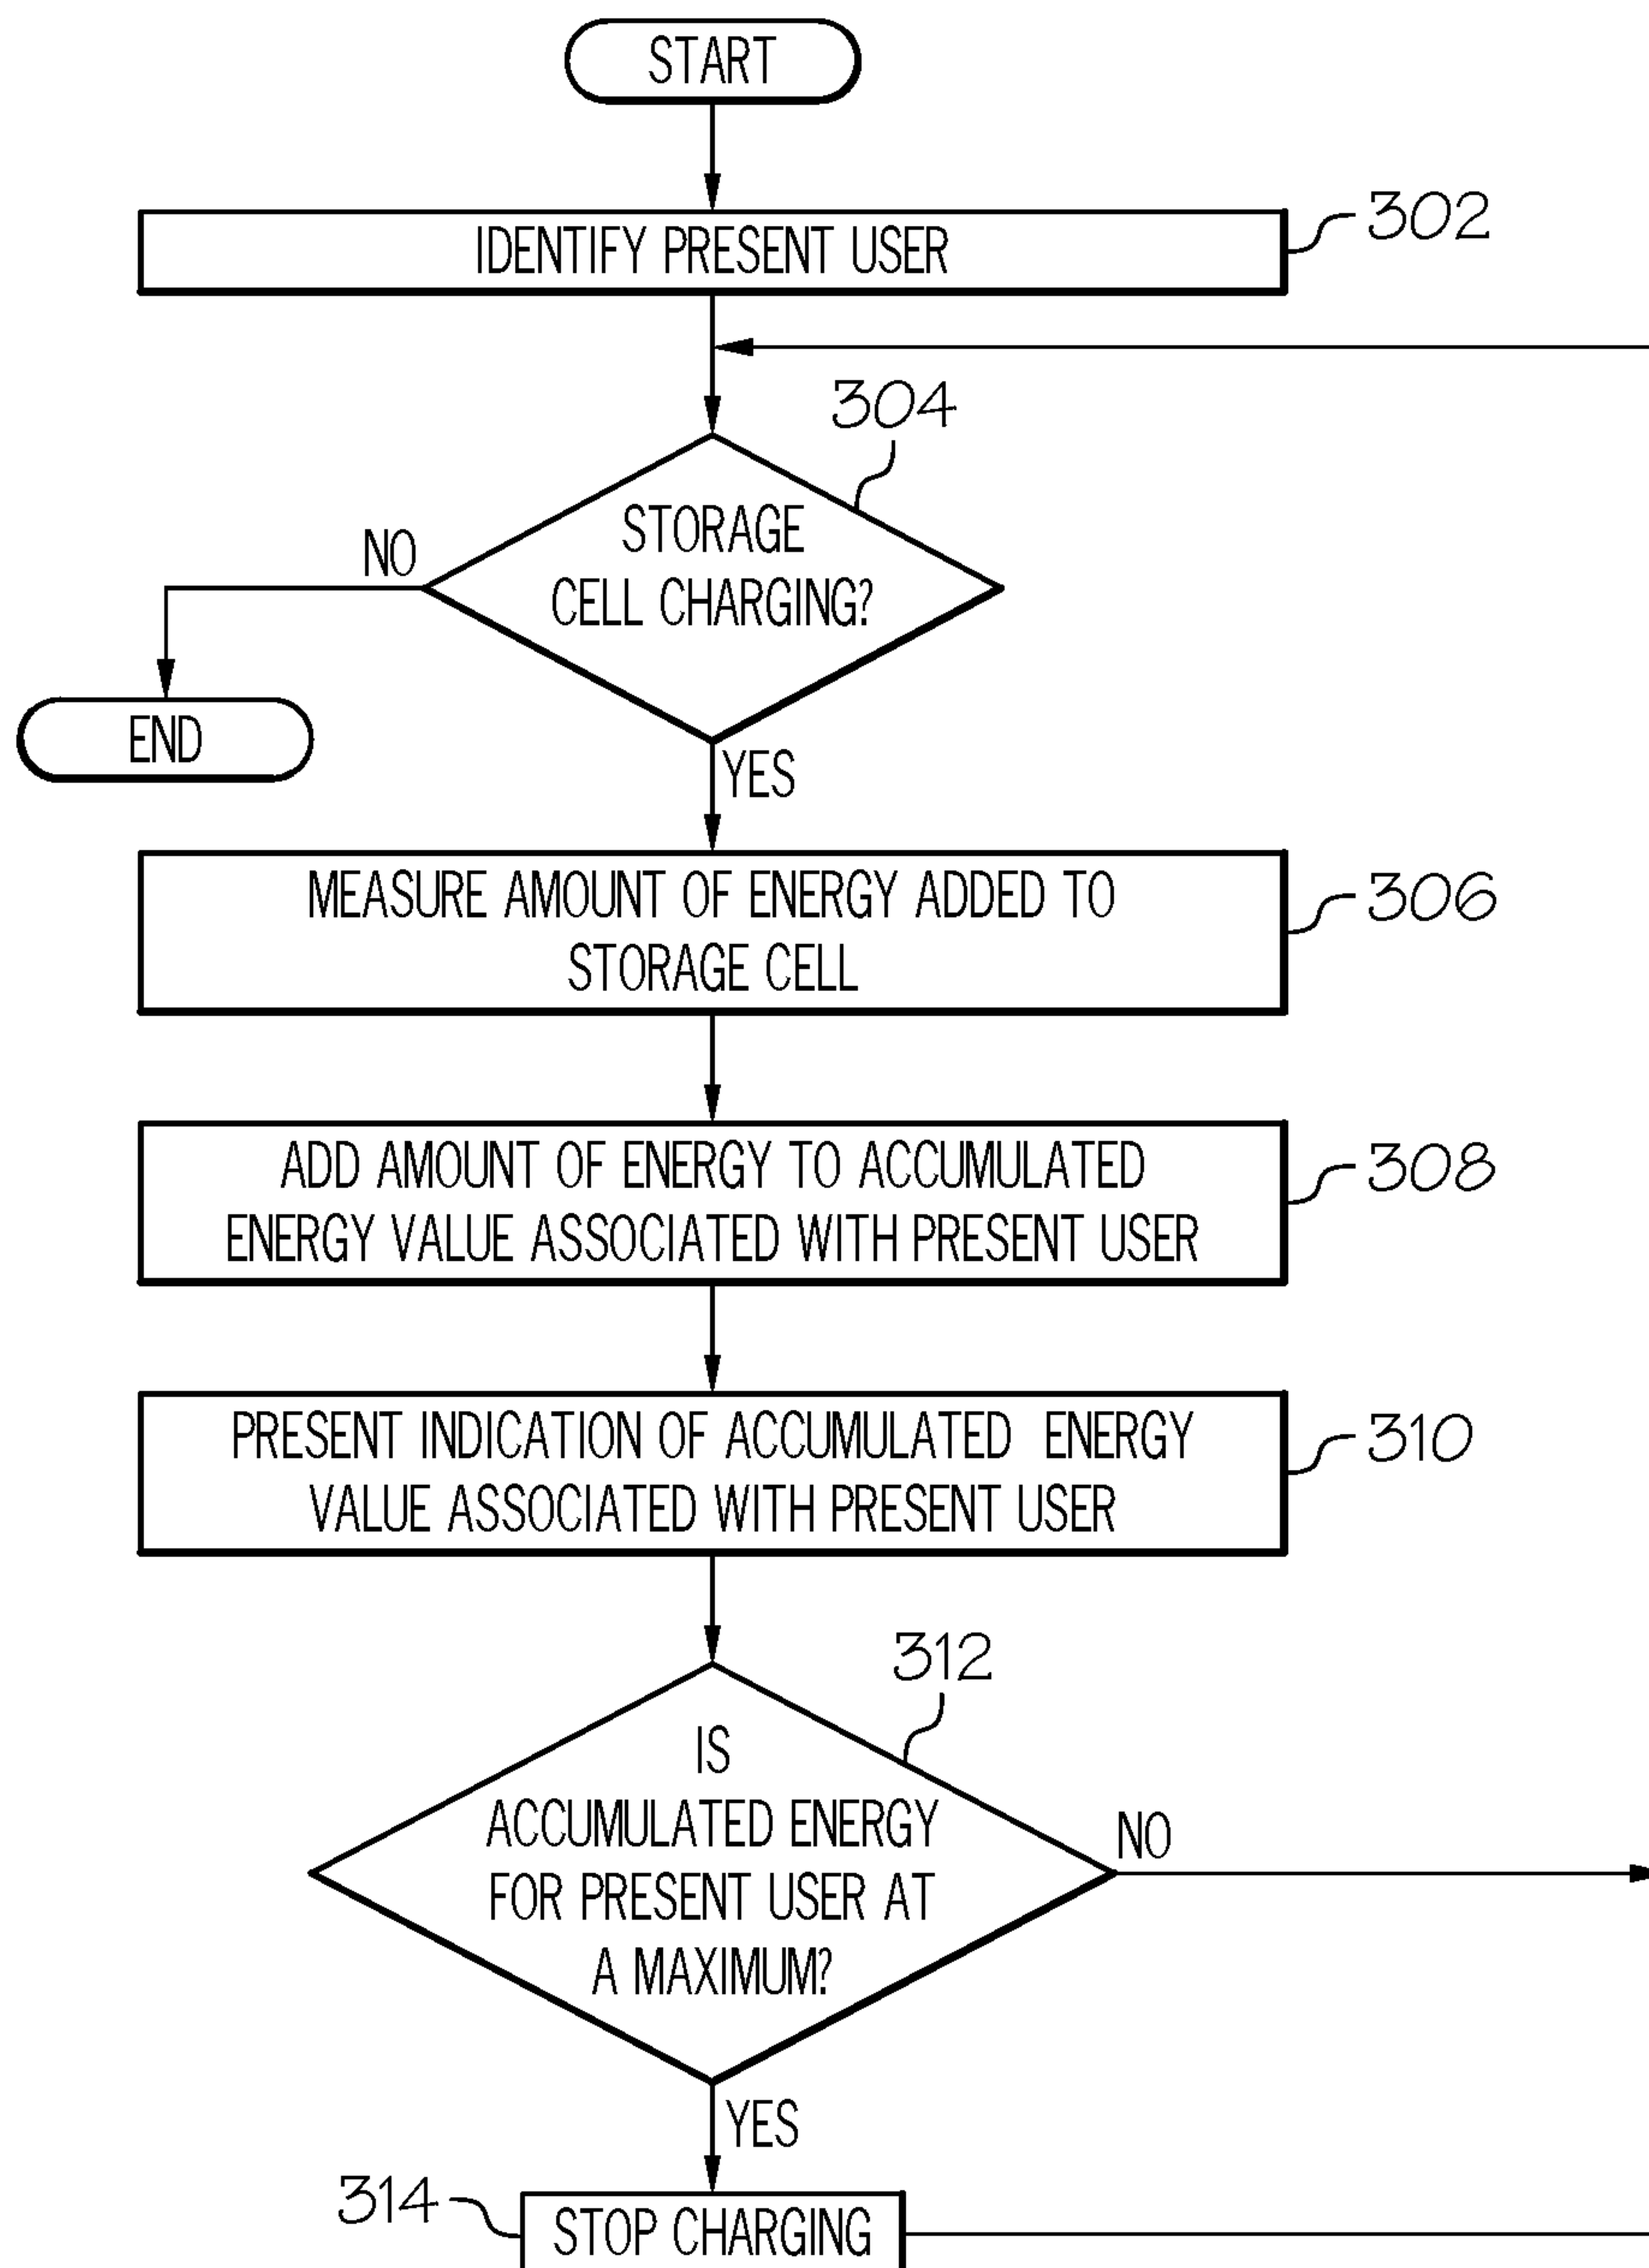 START
IDENTIFY PRESENT USER
302
304
STORAGE
CELL CHARGING?
NO
END
YES
MEASURE AMOUNT OF ENERGY ADDED TO
STORAGE CELL
306
ADD AMOUNT OF ENERGY TO ACCUMULATED
ENERGY VALUE ASSOCIATED WITH PRESENT USER
308
PRESENT INDICATION OF ACCUMULATED ENERGY
VALUE ASSOCIATED WITH PRESENT USER
310
312
IS
ACCUMULATED ENERGY
FOR PRESENT USER AT
A MAXIMUM?
NO
YES
314
STOP CHARGING